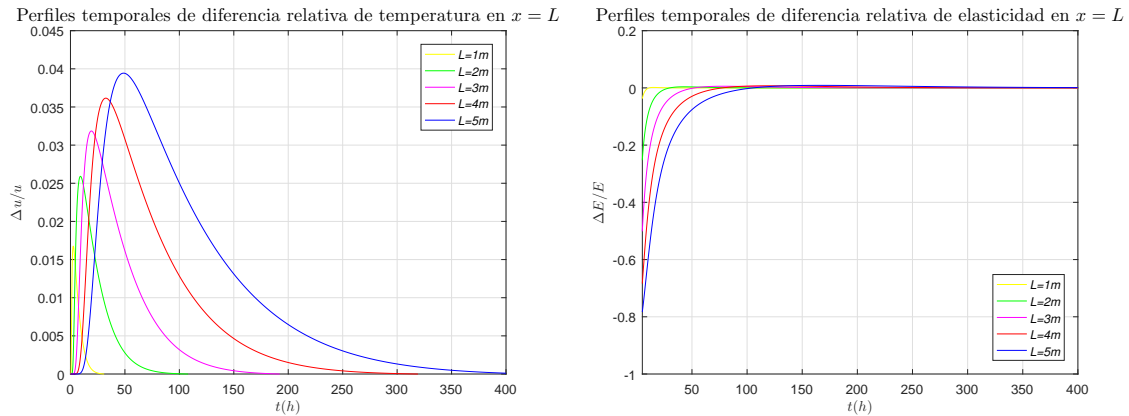 Perfiles temporales de diferencia relativa de temperatura en x = L
0.045
0.04
0.035
0.03
0.025
0.02
0.015
0.01
0.005
0
Δu/u
0 50 100 150 200 250 300 350 400
t(h)
L=1m
L=2m
L=3m
L=4m
L=5m
Perfiles temporales de diferencia relativa de elasticidad en x = L
0.2
0
-0.2
-0.4
-0.6
-0.8
-1
ΔE/E
50 100 150 200 250 300 350 400
t(h)
L=1m
L=2m
L=3m
L=4m
L=5m